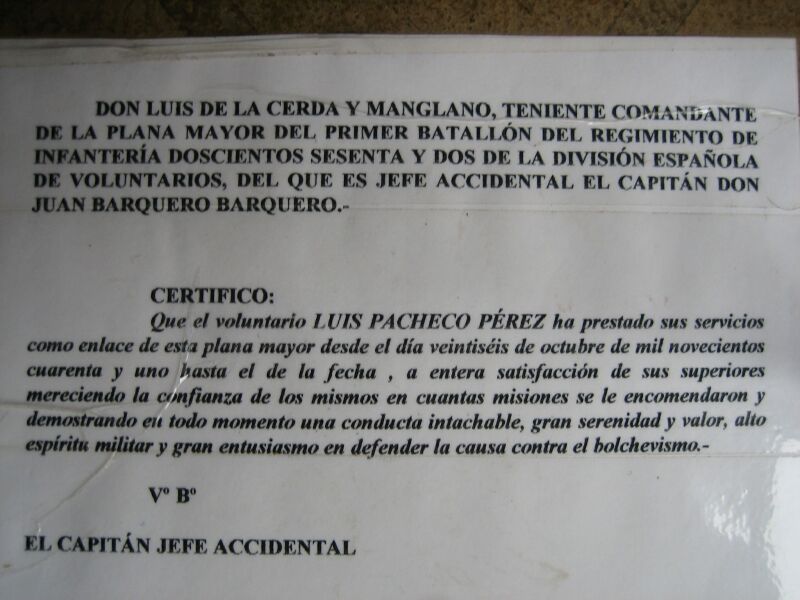 DON LUIS DE LA CERDA Y MANGLANO, TENIENTE COMANDANTE
DE LA PLANA MAYOR DEL PRIMER BATALLÓN DEL REGIMIENTO DE
INFANTERÍA DOSCIENTOS SESENTA Y DOS DE LA DIVISIÓN ESPAÑOLA
DE VOLUNTARIOS, DEL QUE ES JEFE ACCIDENTAL EL CAPITÁN DON
JUAN BARQUERO BARQUERO.-
CERTIFICO:
Que el voluntario LUIS PACHECO PÉREZ ha prestado sus servicios
como enlace de esta plana mayor desde el día veintiséis de octubre de mil novecientos
cuarenta y uno hasta el de la fecha , a entera satisfacción de sus superiores
mereciendo la confianza de los mismos en cuantas misiones se le encomendaron y
demostrando en todo momento una conducta intachable, gran serenidad y valor, alto
espíritu militar y gran entusiasmo en defender la causa contra el bolchevismo.-
Vº Bº
EL CAPITÁN JEFE ACCIDENTAL